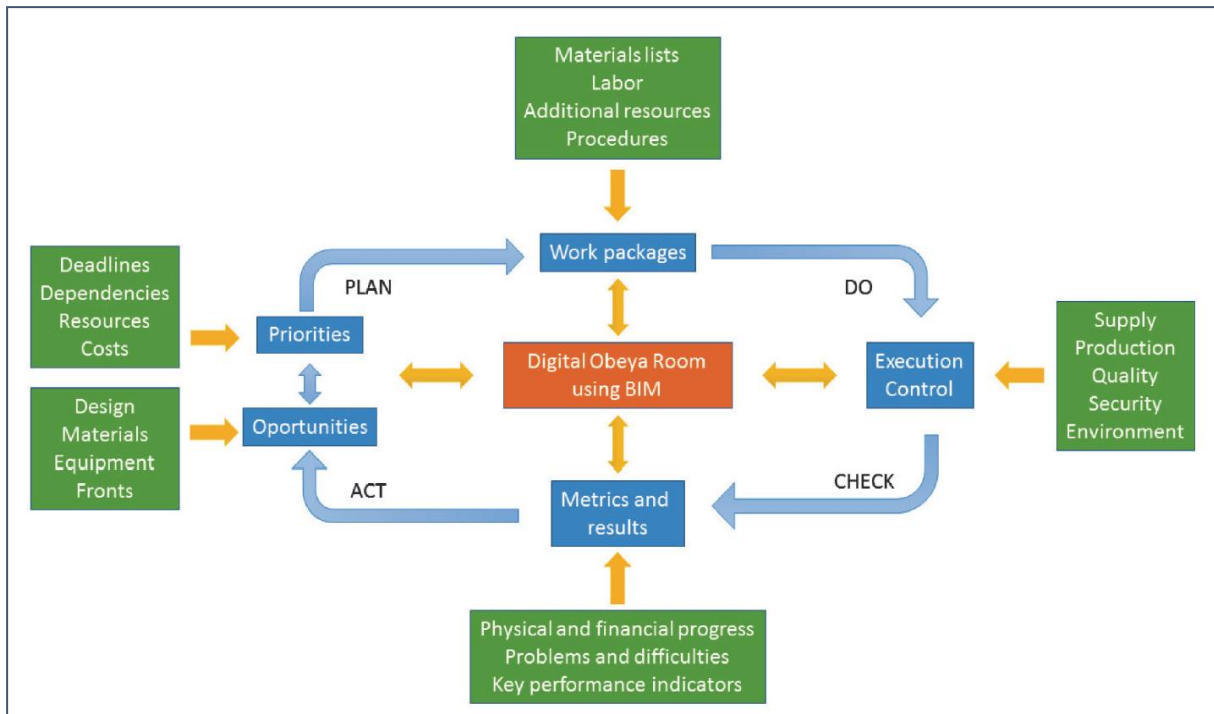 Materials lists
Labor
Additional resources
Procedures
Work packages
PLAN
DO
Deadlines
Dependencies
Resources
Costs
Priorities
Digital Obeya Room
using BIM
Execution
Control
Supply
Production
Quality
Security
Environment
Design
Materials
Equipment
Fronts
Oportunities
ACT
CHECK
Metrics and
results
Physical and financial progress
Problems and difficulties
Key performance indicators